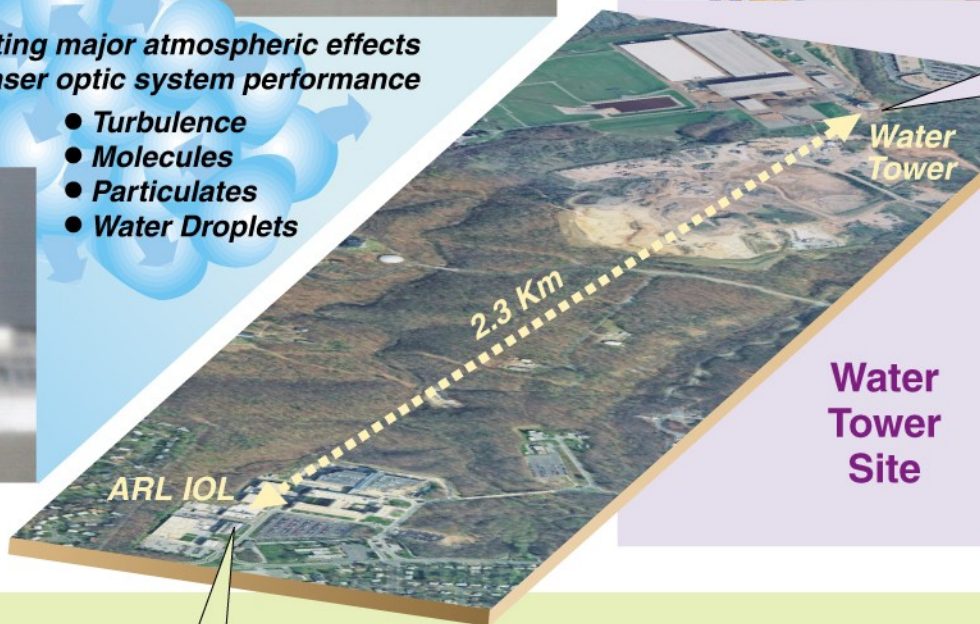 ting major atmospheric effects
aser optic system performance
● Turbulence
● Molecules
● Particulates
● Water Droplets
Water
Tower
2.3 Km
ARL IOL
Water
Tower
Site